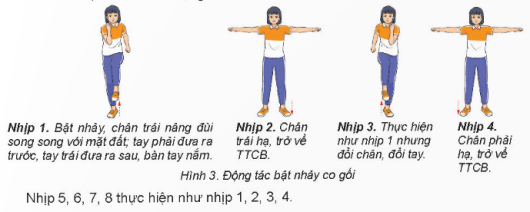 Nhịp 1. Bật nhảy, chân trái nâng đùi
song song với mặt đất; tay phải đưa ra
trước, tay trái đưa ra sau, bàn tay nắm.
Nhịp 2. Chân
trái hạ, trở về
TTCB.
Nhịp 3. Thực hiện
như nhịp 1 nhưng
đổi chân, đổi tay.
Nhịp 4.
Chân phải
hạ, trở về
TTCB.
Hình 3. Động tác bật nhảy co gối
Nhịp 5, 6, 7, 8 thực hiện như nhịp 1, 2, 3, 4.